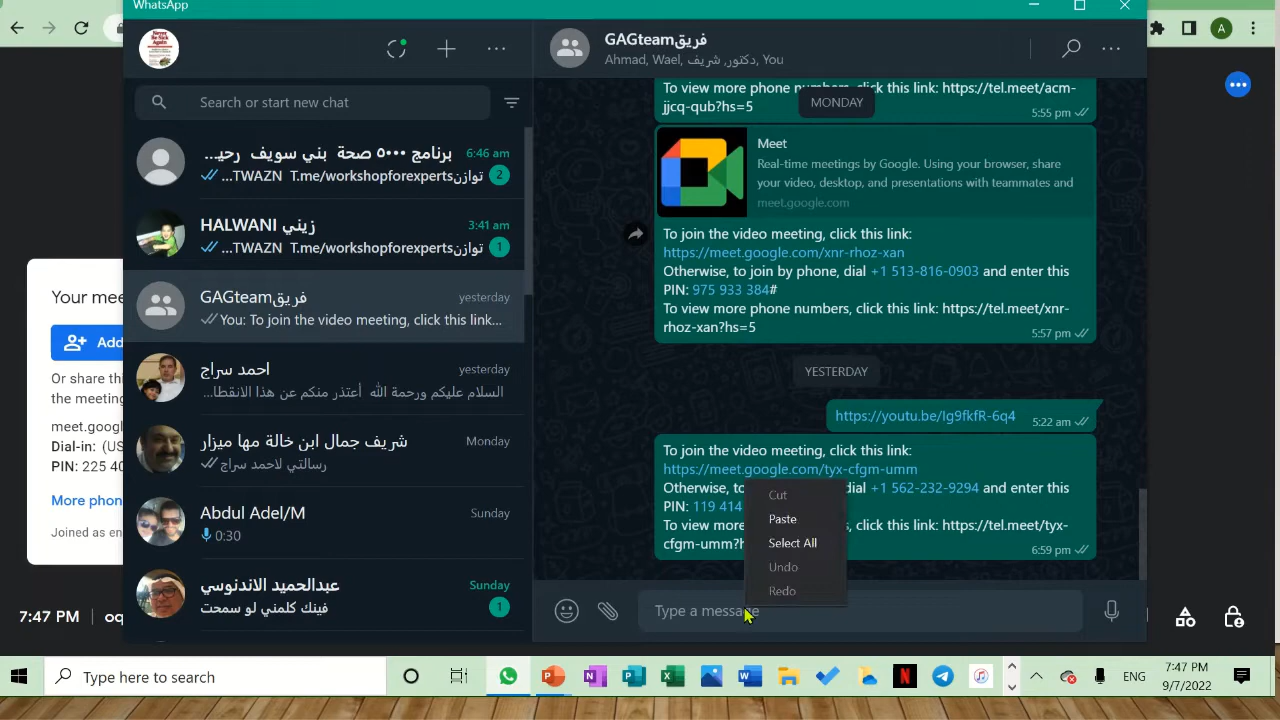 WhatsApp
A
GAGteamفريق
Ahmad, Wael, دكتور, شريف, You
Search or start new chat
برنامج ٥٠٠٠ صحة بني سويف رحيـ...
6:46 am
توازنTWAZN T.me/workshopforexperts...
2
HALWANI زيني
3:41 am
توازنTWAZN T.me/workshopforexperts...
1
GAGteamفريق
yesterday
You: To join the video meeting, click this link...
احمد سراج
yesterday
السلام عليكم ورحمة الله أعتذر منكم عن هذا الانقطا...
شريف جمال ابن خالة مها ميزار
Monday
رسالتي لاحمد سراج
Abdul Adel/M
Sunday
0:30
عبدالحميد الاندنوسي
Sunday
فينك كلمني لو سمحت
1
To view more phone numbers, click this link: https://tel.meet/acm-
jjcq-qub?hs=5
5:55 pm
MONDAY
Meet
Real-time meetings by Google. Using your browser, share
your video, desktop, and presentations with teammates and
meet.google.com
To join the video meeting, click this link:
https://meet.google.com/xnr-rhoz-xan
Otherwise, to join by phone, dial +1 513-816-0903 and enter this
PIN: 975 933 384#
To view more phone numbers, click this link: https://tel.meet/xnr-
rhoz-xan?hs=5
5:57 pm
YESTERDAY
https://youtu.be/Ig9fkfR-6q4
5:22 am
To join the video meeting, click this link:
https://meet.google.com/tyx-cfgm-umm
Otherwise, to dial +1 562-232-9294 and enter this
PIN: 119 414
To view more click this link: https://tel.meet/tyx-
cfgm-umm?h
6:59 pm
Cut
Paste
Select All
Undo
Redo
Type a message
Your mee
Add
Or share this
the meeting
meet.googl
Dial-in: (US
PIN: 225 40
More phon
Joined as en
7:47 PM
Type here to search
ENG
7:47 PM
9/7/2022